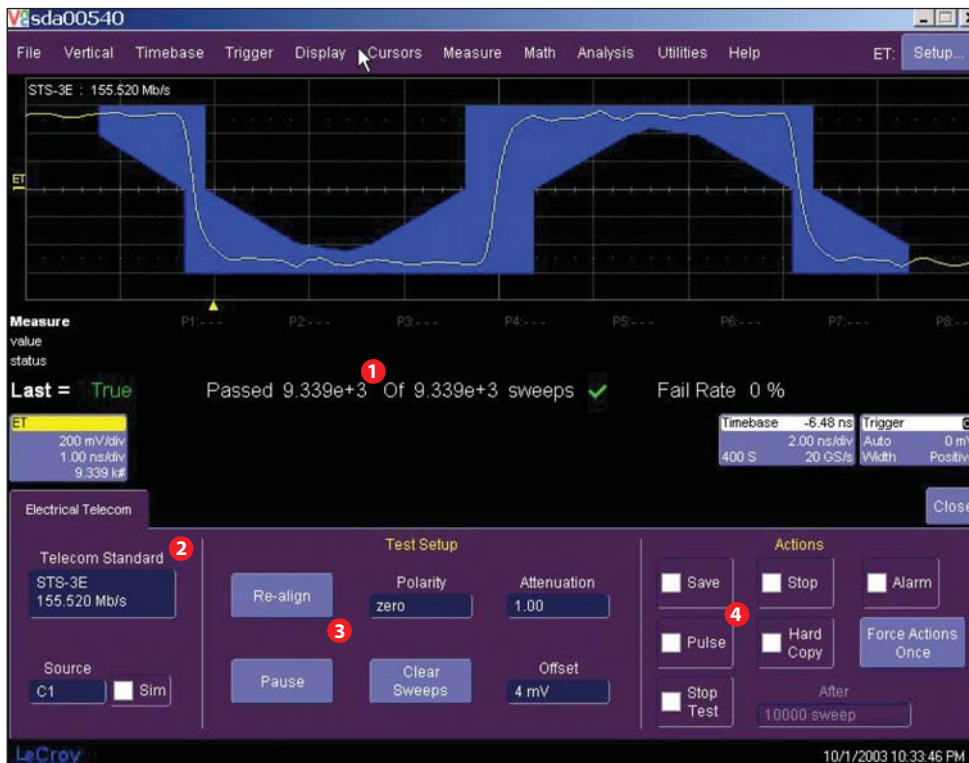 sda00540
File Vertical Timebase Trigger Display Cursors Measure Math Analysis Utilities Help ET: Setup...
STS-3E : 155.520 Mb/s
ET
Measure P1:--- P2:--- P3:--- P4:--- P5:--- P6:--- P7:--- P8:--
value
status
1
Last = True Passed 9.339e+3 Of 9.339e+3 sweeps Fail Rate 0 %
ET
200 mV/div
1.00 ns/div
9.339 k#
Timebase -6.48 ns
2.00 ns/div
400 S 20 GS/s
Trigger
Auto 0 m
Width Positiv
Electrical Telecom
Close
2
Telecom Standard
STS-3E
155.520 Mb/s
Source
C1 Sim
Test Setup
Re-align
Polarity
zero
Attenuation
1.00
3
Pause
Clear
Sweeps
Offset
4 mV
Actions
Save Stop Alarm
4
Pulse
Hard
Copy
Force Actions
Once
Stop
Test
After
10000 sweep
LeCroy
10/1/2003 10:33:46 PM